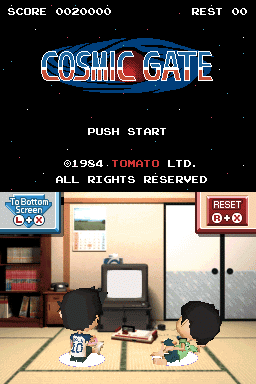 SCORE 0020000 REST 00
COSMIC GATE
PUSH START
©1984 TOMATO LTD.
ALL RIGHTS RESERVED
To Bottom
Screen
L+X
RESET
B+X